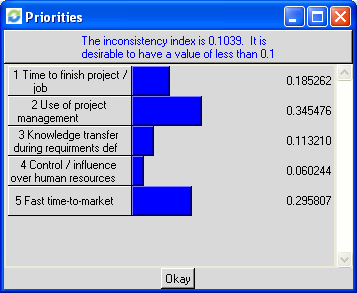 Priorities
The inconsistency index is 0.1039. It is
desirable to have a value of less than 0.1
1 Time to finish project /
job
0.185262
2 Use of project
management
0.345476
3 Knowledge transfer
during requirments def
0.113210
4 Control / influence
over human resources
0.060244
5 Fast time-to-market
0.295807
Okay